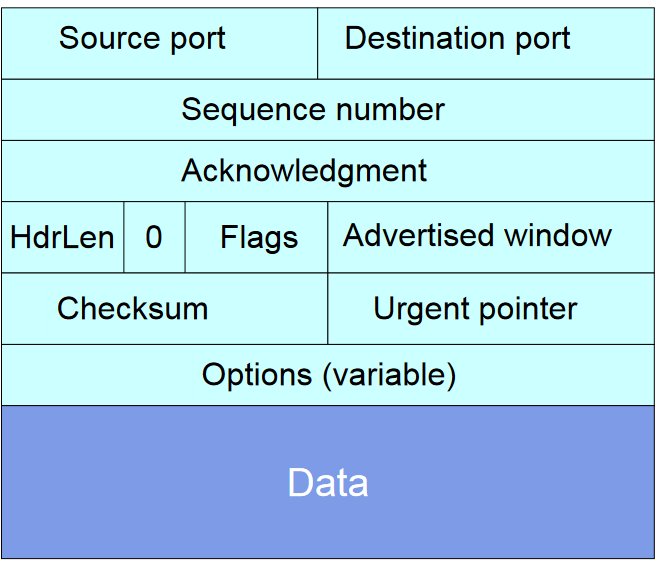 Source port Destination port
Sequence number
Acknowledgment
HdrLen 0 Flags Advertised window
Checksum Urgent pointer
Options (variable)
Data